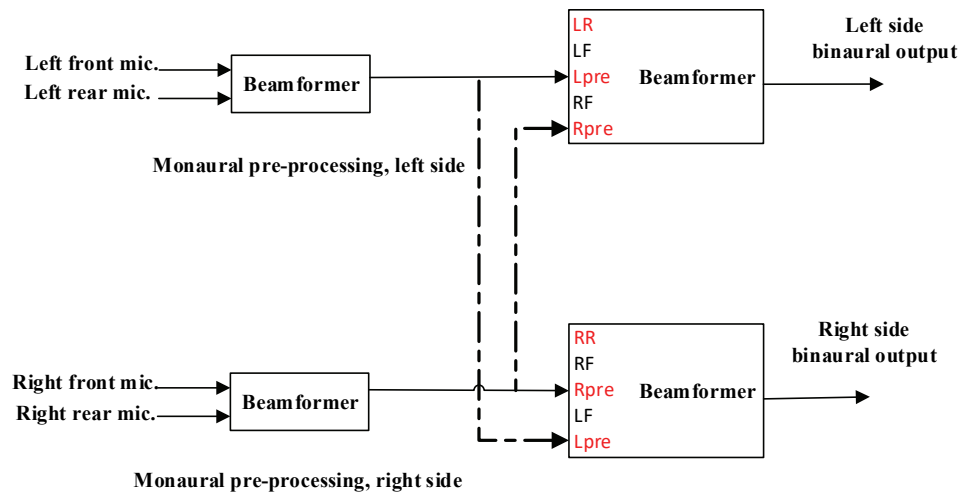 Left front mic.
Left rear mic.
Beamformer
Monaural pre-processing, left side
LR
LF
Lpre
RF
Rpre
Beamformer
Left side
binaural output
Right front mic.
Right rear mic.
Beamformer
Monaural pre-processing, right side
RR
RF
Rpre
LF
Lpre
Beamformer
Right side
binaural output